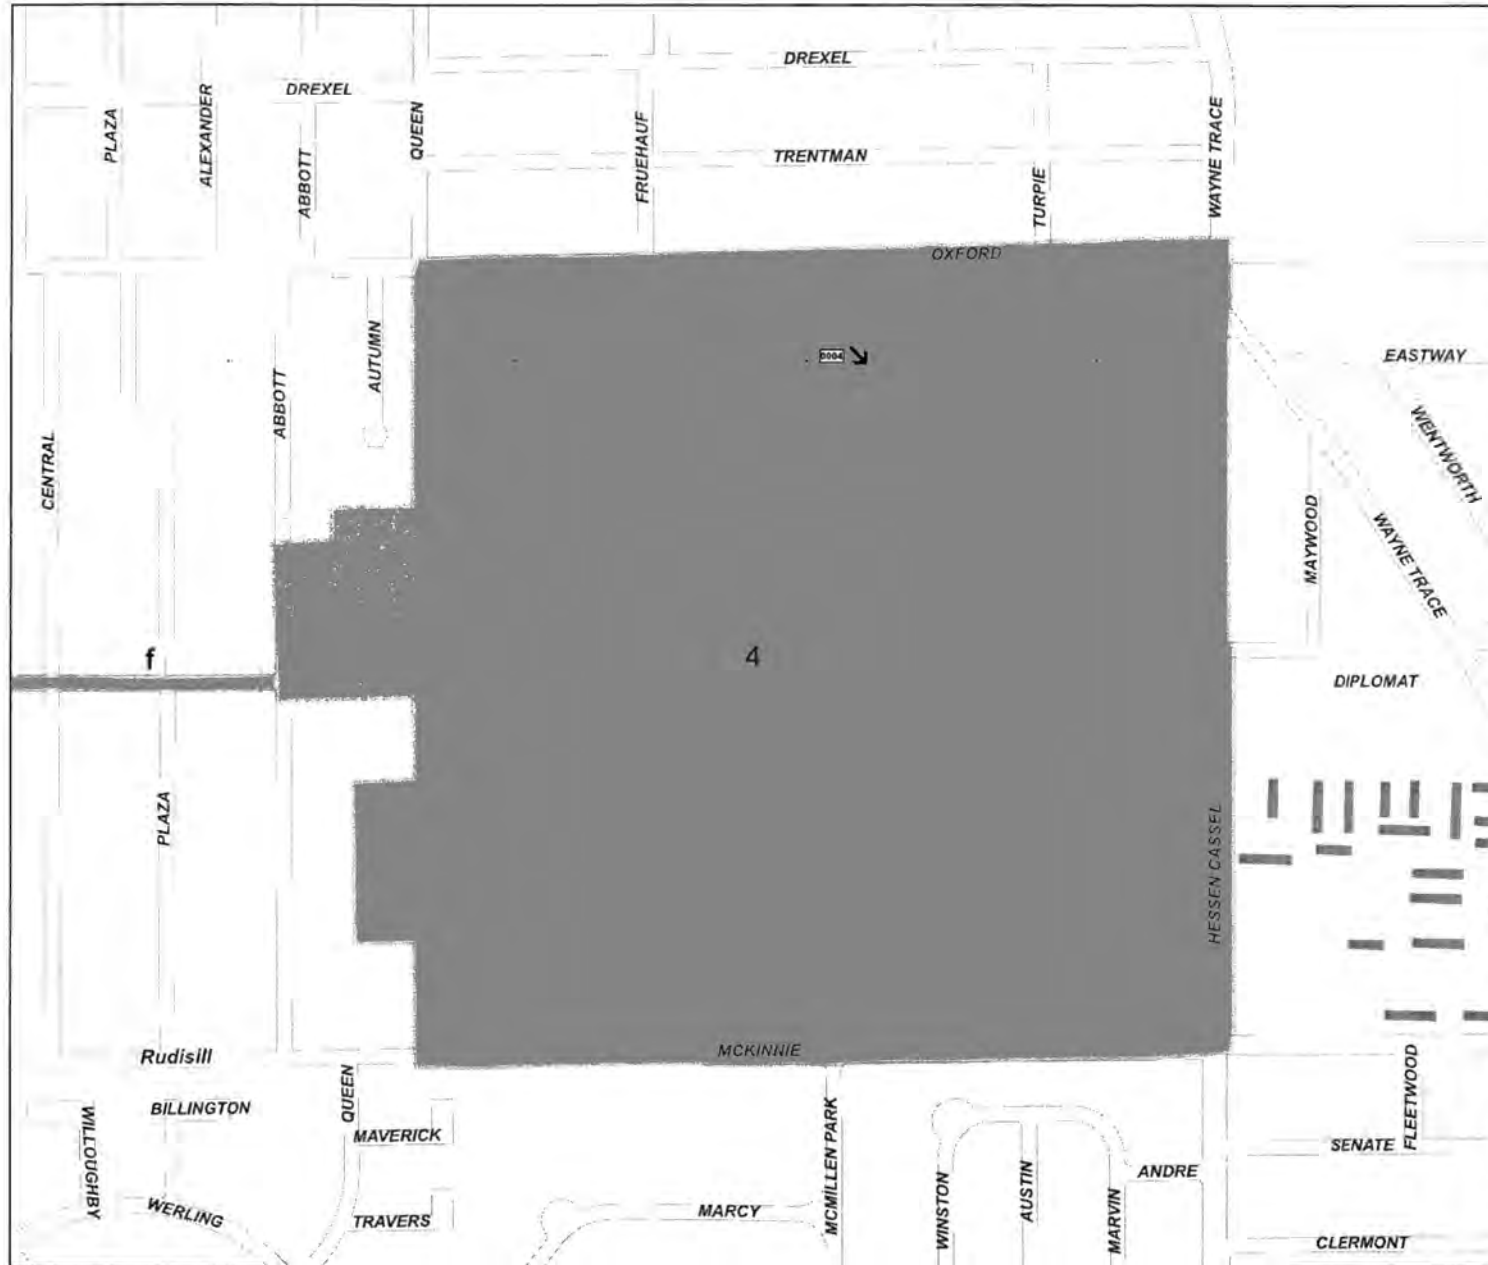 DREXEL
DREXEL
PLAZA
ALEXANDER
ABBOTT
QUEEN
FRUEHAUF
TRENTMAN
TURPIE
WAYNE TRACE
OXFORD
0004
AUTUMN
ABBOTT
CENTRAL
EASTWAY
WENTWORTH
MAYWOOD
WAYNE TRACE
f
4
DIPLOMAT
PLAZA
HESSEN CASSEL
Rudisill
MCKINNIE
QUEEN
BILLINGTON
WILLOUGHBY
MAVERICK
MCMILLEN PARK
FLEETWOOD
SENATE
WERLING
TRAVERS
MARCY
WINSTON
AUSTIN
MARVIN
ANDRE
CLERMONT